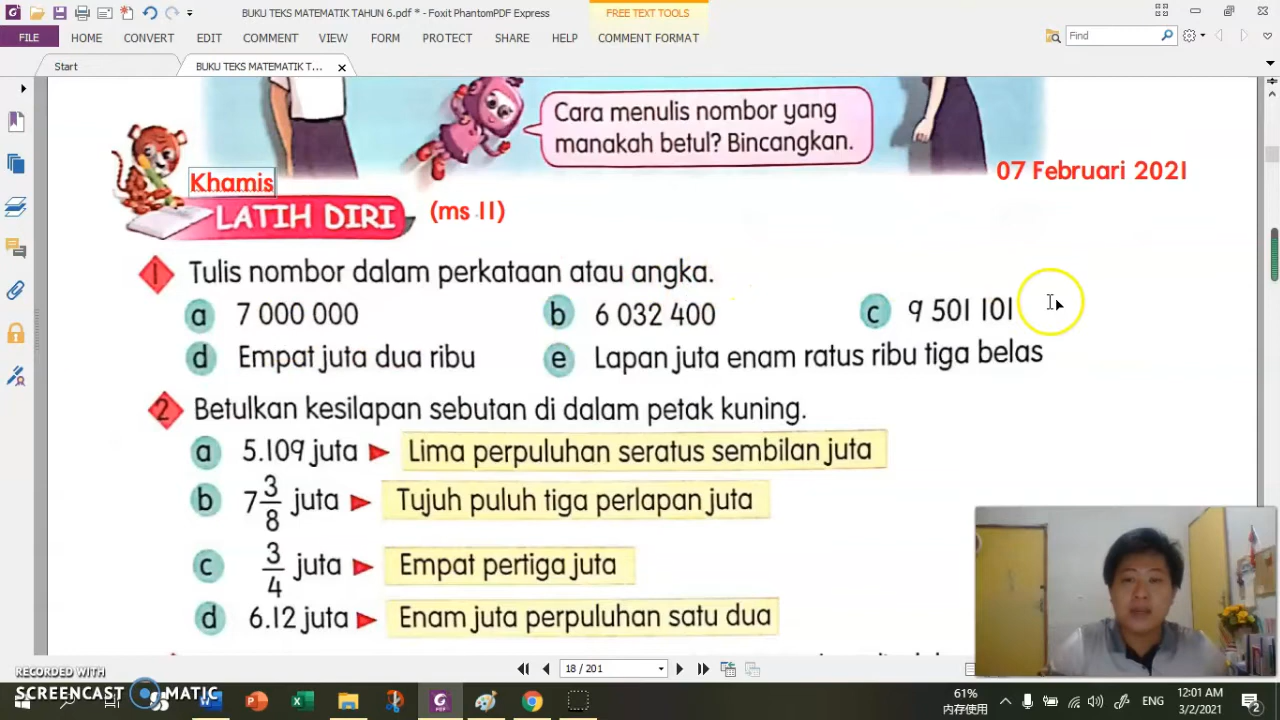 BUKU TEKS MATEMATIK TAHUN 6.pdf * - Foxit PhantomPDF Express
FREE TEXT TOOLS
FILE HOME CONVERT EDIT COMMENT VIEW FORM PROTECT SHARE HELP COMMENT FORMAT
Find
Start
BUKU TEKS MATEMATIK T...
Cara menulis nombor yang
manakah betul? Bincangkan.
07 Februari 2021
Khamis
LATIH DIRI (ms 11)
1 Tulis nombor dalam perkataan atau angka.
a 7 000 000 b 6 032 400 c 9 501 101
d Empat juta dua ribu e Lapan juta enam ratus ribu tiga belas
2 Betulkan kesilapan sebutan di dalam petak kuning.
a 5.109 juta Lima perpuluhan seratus sembilan juta
b 7 3/8 juta Tujuh puluh tiga perlapan juta
c 3/4 juta Empat pertiga juta
d 6.12 juta Enam juta perpuluhan satu dua
RECORDED WITH
SCREENCAST MATIC
18 / 201
61%
内存使用
ENG
12:01 AM
3/2/2021
2